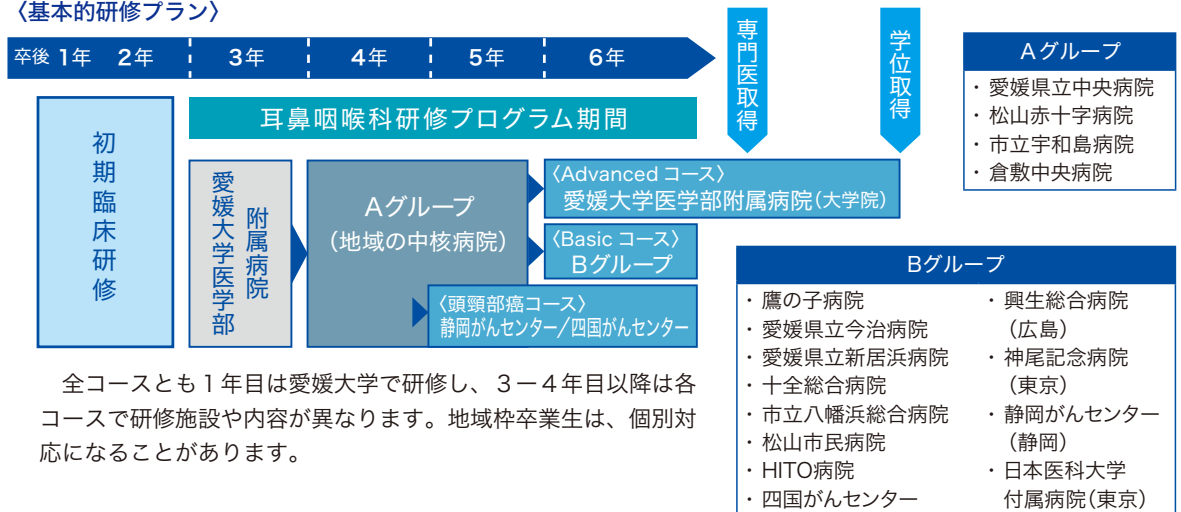 〈基本的研修プラン〉
卒後 1年 2年 3年 4年 5年 6年
専門医取得
学位取得
耳鼻咽喉科研修プログラム期間
初期臨床研修
愛媛大学医学部
附属病院
Aグループ
（地域の中核病院）
〈Advanced コース〉
愛媛大学医学部附属病院（大学院）
〈Basic コース〉
Bグループ
〈頭頸部癌コース〉
静岡がんセンター／四国がんセンター
全コースとも１年目は愛媛大学で研修し、３ー４年目以降は各
コースで研修施設や内容が異なります。地域枠卒業生は、個別対
応になることがあります。
Aグループ
・愛媛県立中央病院
・松山赤十字病院
・市立宇和島病院
・倉敷中央病院
Bグループ
・鷹の子病院
・愛媛県立今治病院
・愛媛県立新居浜病院
・十全総合病院
・市立八幡浜総合病院
・松山市民病院
・HITO病院
・四国がんセンター
・興生総合病院
（広島）
・神尾記念病院
（東京）
・静岡がんセンター
（静岡）
・日本医科大学
付属病院（東京）